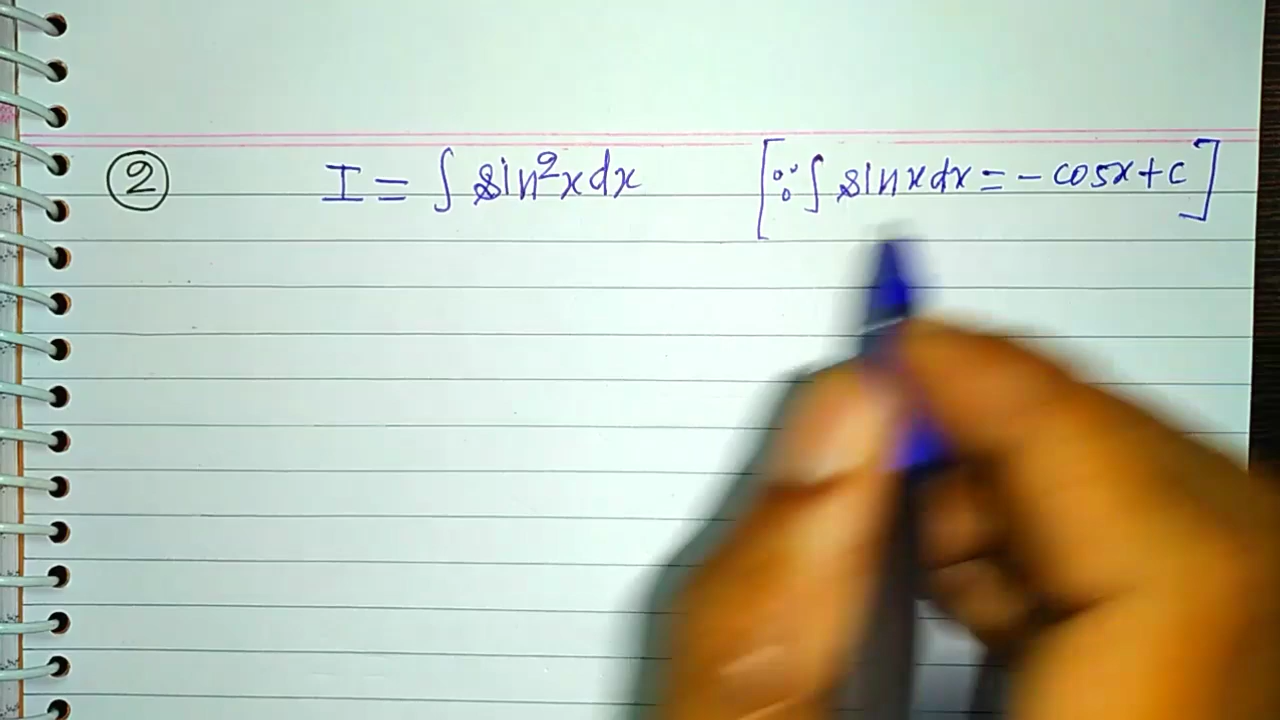 ② I = ∫ sin²x dx [∵ ∫ sinx dx = - cosx + c]